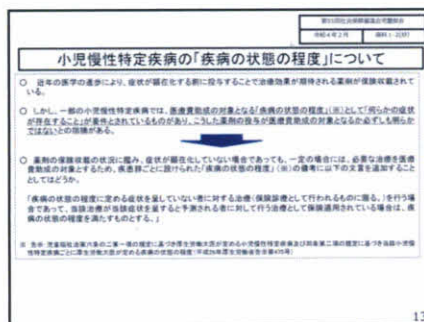 小児慢性特定疾病の「疾病の状態の程度」について
○ 近年の医学の進歩により、症状が顕在化する前に投与することで治療効果が期待される薬剤が保険収載されて
いる。
○ しかし、一部の小児慢性特定疾病では、医療費助成の対象となる「疾病の状態の程度」(※)として「何らかの症状
が存在すること」が要件とされているものがあり、こうした薬剤の投与が医療費助成の対象となるか必ずしも明らか
ではないとの指摘がある。
○ 薬剤の保険収載の状況に鑑み、症状が顕在化していない場合であっても、一定の場合には、必要な治療を医療
費助成の対象とするため、疾患群ごとに設けられた「疾病の状態の程度」(※)の備考に以下の文言を追加すること
としてはどうか。
「疾病の状態の程度に定める症状を呈していない者に対する治療(保険診療として行われるものに限る。)を行う場
合であって、当該治療が当該症状を呈すると予測される者に対して行う治療として保険適用されている場合は、疾
病の状態の程度を満たすものとする。」
13